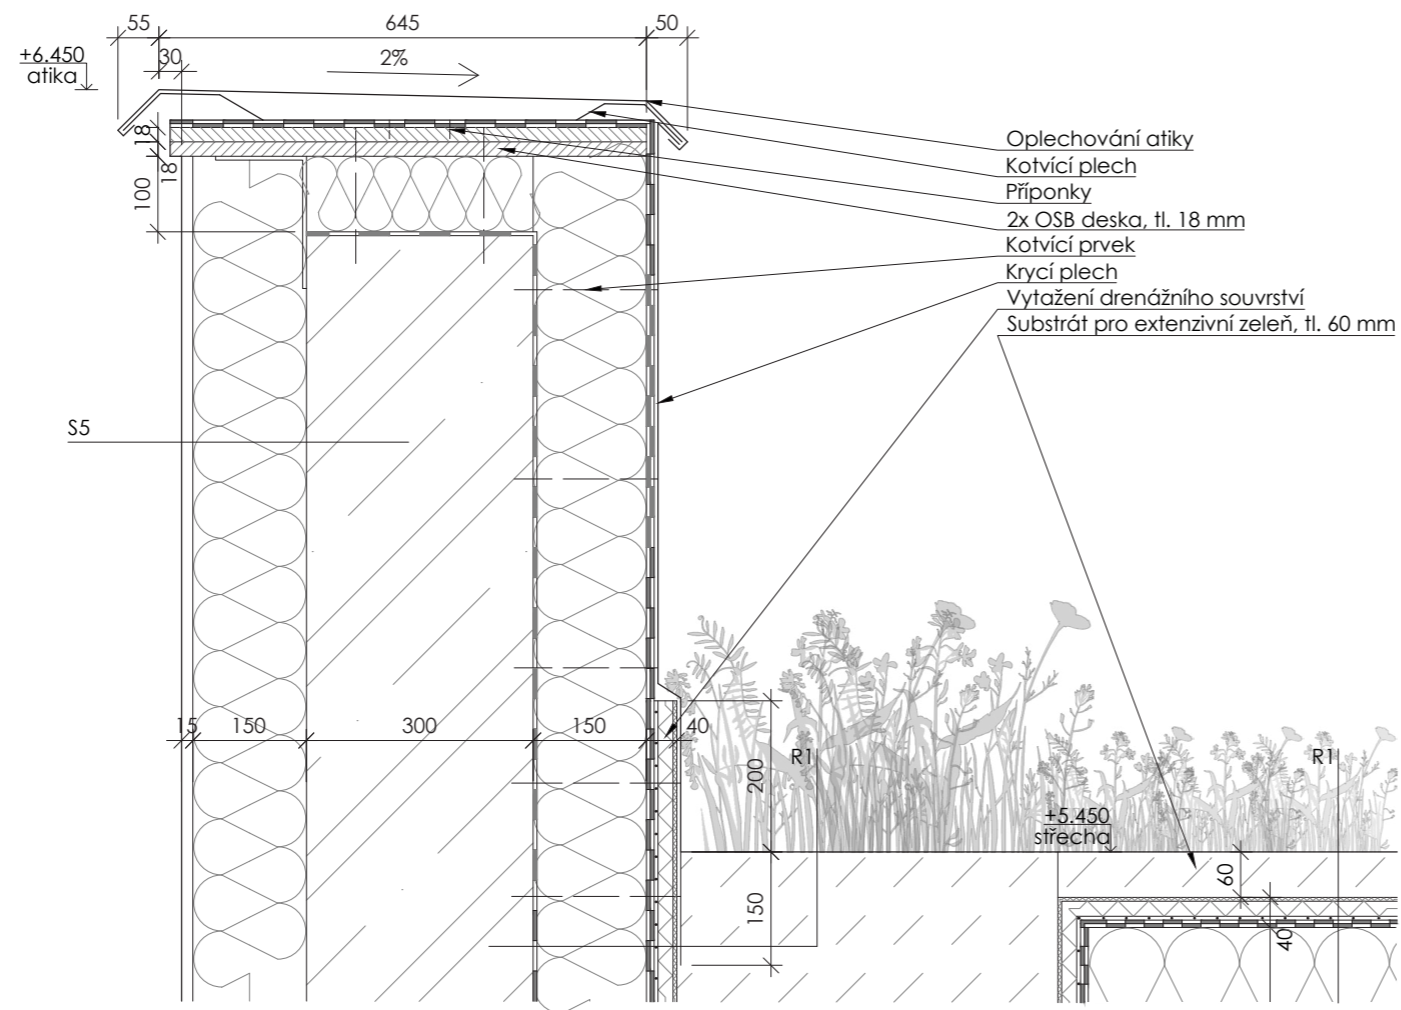 55
645
50
+6.450
atika
30
2%
18
18
100
Oplechování atiky
Kotvící plech
Příponky
2x OSB deska, tl. 18 mm
Kotvící prvek
Krycí plech
Vytažení drenážního souvrství
Substrát pro extenzivní zeleň, tl. 60 mm
S5
15
150
300
150
40
200
R1
R1
+5.450
střecha
60
150
40